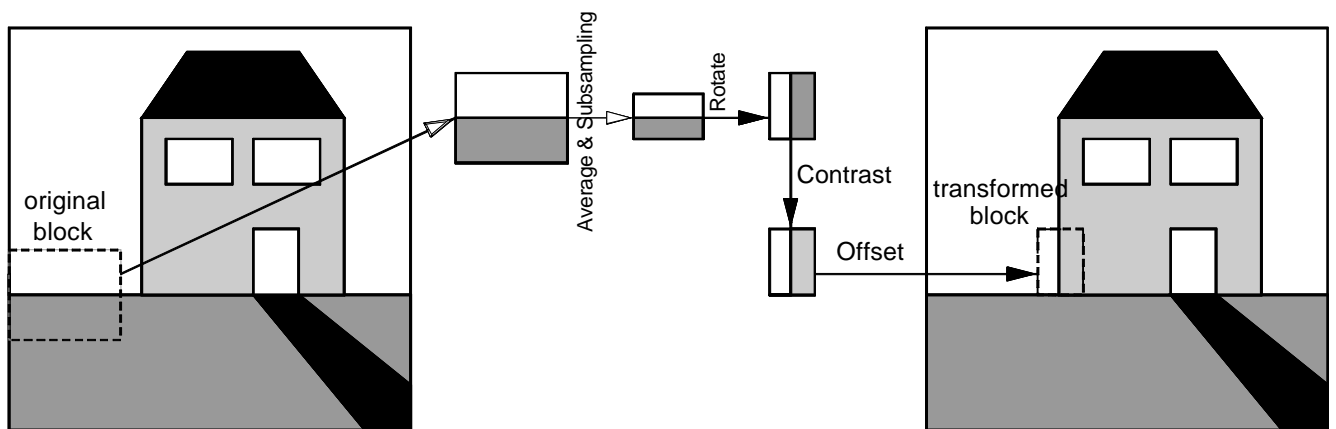 original
block
Average & Subsampling
Rotate
Contrast
Offset
transformed
block